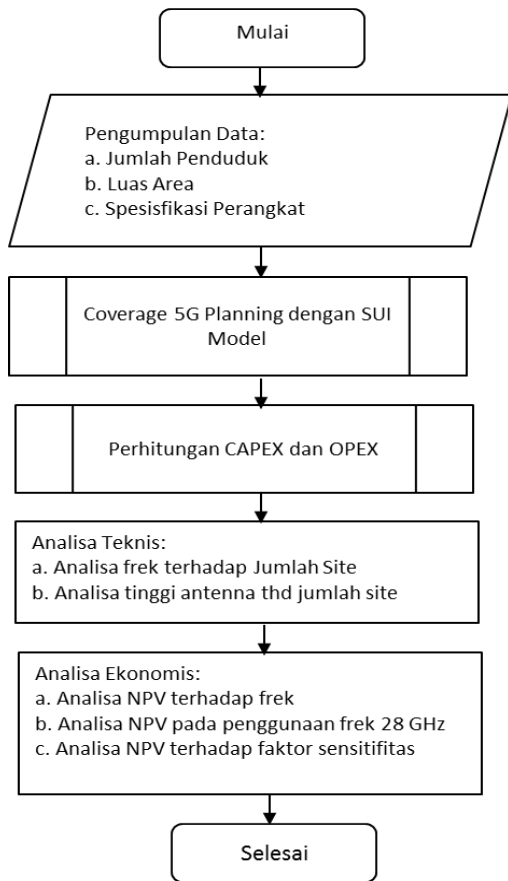 Mulai
Pengumpulan Data:
a. Jumlah Penduduk
b. Luas Area
c. Spesisfikasi Perangkat
Coverage 5G Planning dengan SUI
Model
Perhitungan CAPEX dan OPEX
Analisa Teknis:
a. Analisa frek terhadap Jumlah Site
b. Analisa tinggi antenna thd jumlah site
Analisa Ekonomis:
a. Analisa NPV terhadap frek
b. Analisa NPV pada penggunaan frek 28 GHz
c. Analisa NPV terhadap faktor sensitifitas
Selesai